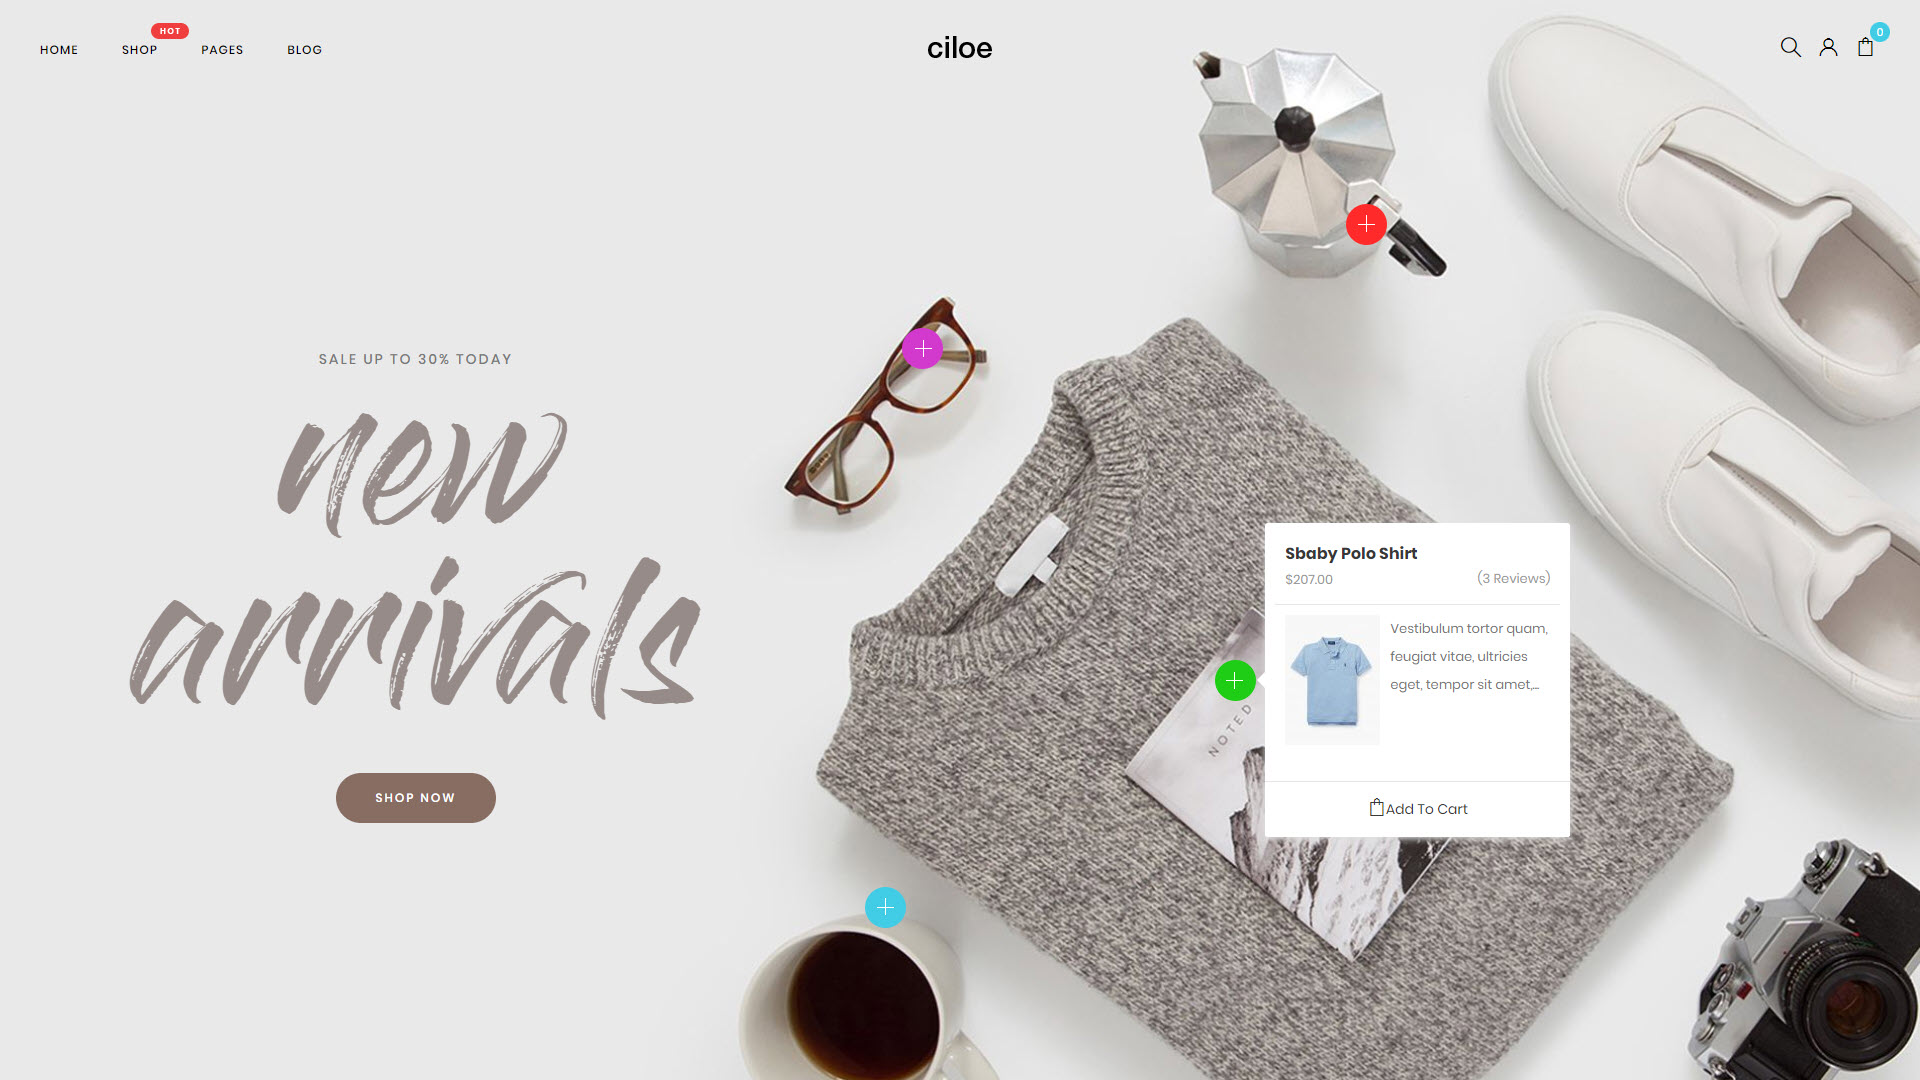 HOT
HOME SHOP PAGES BLOG
ciloe
0
SALE UP TO 30% TODAY
new
arrivals
SHOP NOW
Sbaby Polo Shirt
$207.00 (3 Reviews)
Vestibulum tortor quam,
feugiat vitae, ultricies
eget, tempor sit amet,...
Add To Cart
NOTED